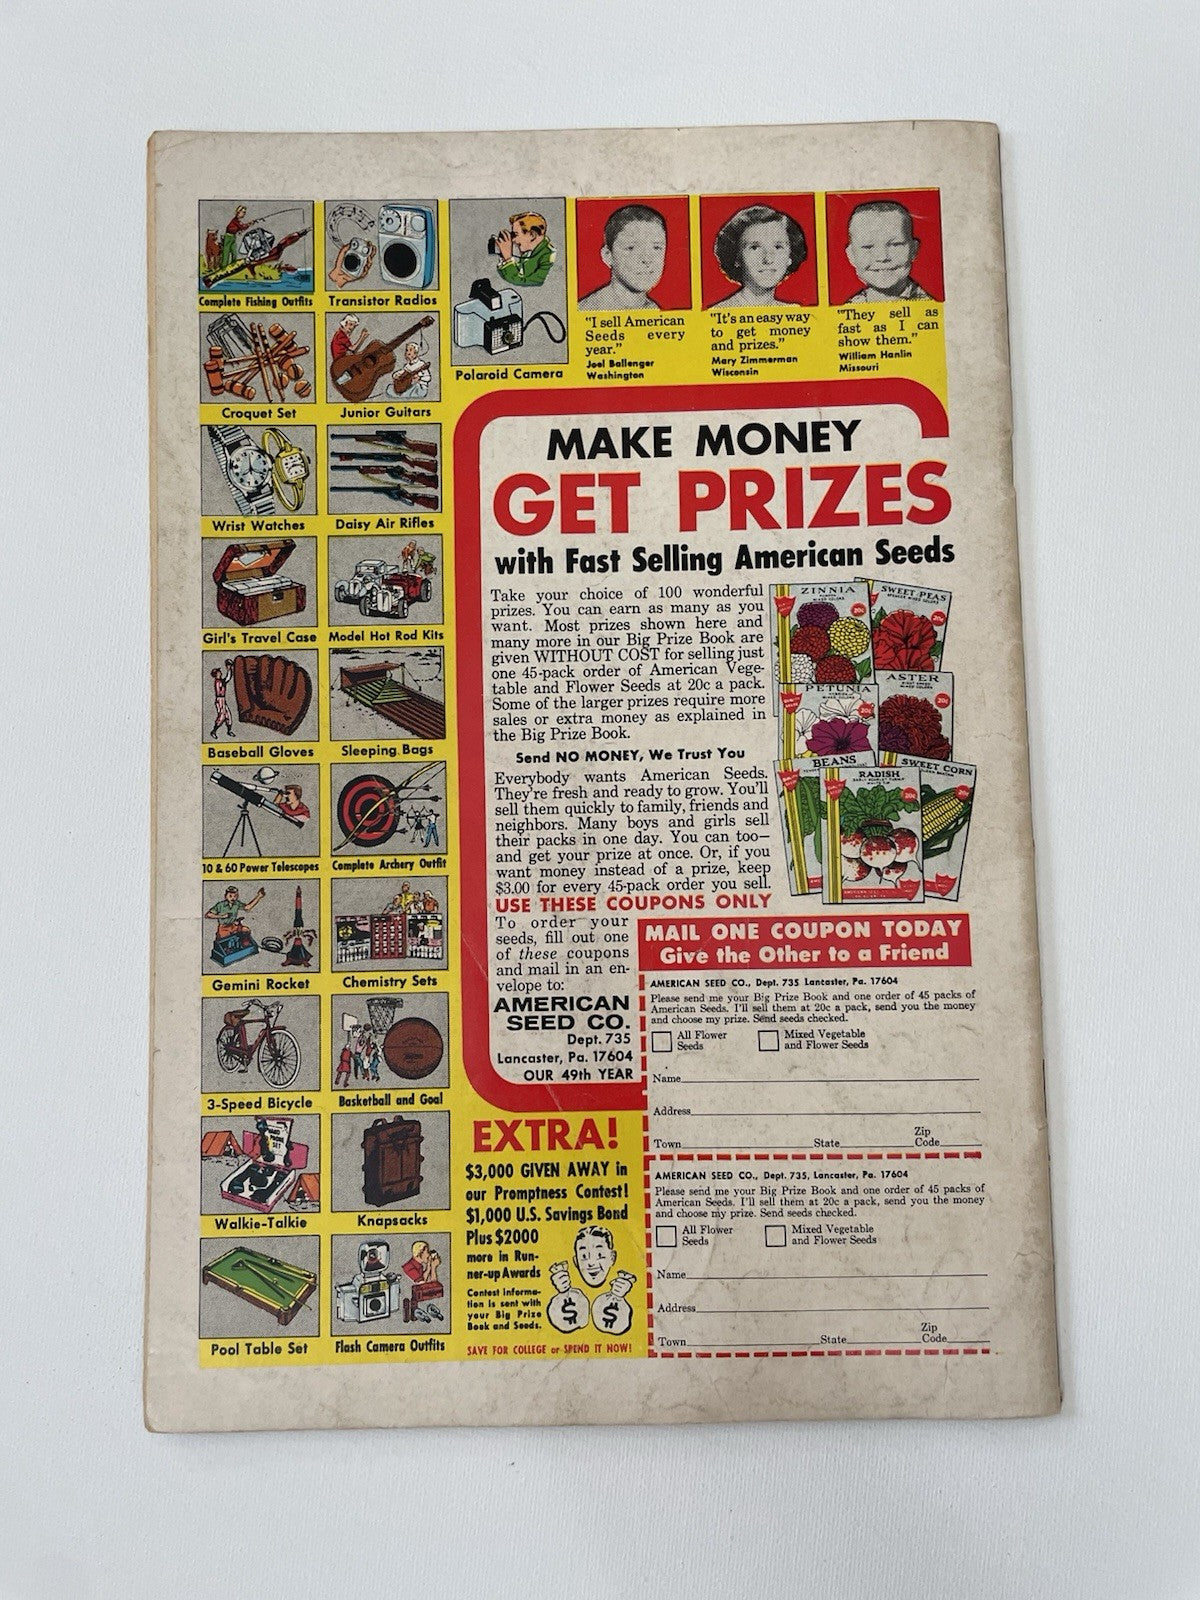 Complete Fishing Outfits
Transistor Radios
Polaroid Camera
Croquet Set
Junior Guitars
Wrist Watches
Daisy Air Rifles
Girl's Travel Case
Model Hot Rod Kits
Baseball Gloves
Sleeping Bags
10 & 60 Power Telescopes
Complete Archery Outfit
Gemini Rocket
Chemistry Sets
3-Speed Bicycle
Basketball and Goal
Walkie-Talkie
Knapsacks
Pool Table Set
Flash Camera Outfits
"I sell American
Seeds every
year."
Joel Ballenger
Washington
"It's an easy way
to get money
and prizes."
Mary Zimmerman
Wisconsin
"They sell as
fast as I can
show them."
William Hanlin
Missouri
MAKE MONEY
GET PRIZES
with Fast Selling American Seeds
Take your choice of 100 wonderful
prizes. You can earn as many as you
want. Most prizes shown here and
many more in our Big Prize Book are
given WITHOUT COST for selling just
one 45-pack order of American Vege-
table and Flower Seeds at 20c a pack.
Some of the larger prizes require more
sales or extra money as explained in
the Big Prize Book.
Send NO MONEY, We Trust You
Everybody wants American Seeds.
They're fresh and ready to grow. You'll
sell them quickly to family, friends and
neighbors. Many boys and girls sell
their packs in one day. You can too—
and get your prize at once. Or, if you
want money instead of a prize, keep
$3.00 for every 45-pack order you sell.
USE THESE COUPONS ONLY
To order your
seeds, fill out one
of these coupons
and mail in an en-
velope to:
AMERICAN
SEED CO.
Dept. 735
Lancaster, Pa. 17604
OUR 49th YEAR
ZINNIA
20c
SWEET PEAS
20c
PETUNIA
20c
ASTER
20c
BEANS
RADISH
20c
SWEET CORN
20c
MAIL ONE COUPON TODAY
Give the Other to a Friend
AMERICAN SEED CO., Dept. 735 Lancaster, Pa. 17604
Please send me your Big Prize Book and one order of 45 packs of
American Seeds. I'll sell them at 20c a pack, send you the money
and choose my prize. Send seeds checked.
All Flower
Seeds
Mixed Vegetable
and Flower Seeds
Name
Address
Town State Zip
Code
AMERICAN SEED CO., Dept. 735, Lancaster, Pa. 17604
Please send me your Big Prize Book and one order of 45 packs of
American Seeds. I'll sell them at 20c a pack, send you the money
and choose my prize. Send seeds checked.
All Flower
Seeds
Mixed Vegetable
and Flower Seeds
Name
Address
Town State Zip
Code
EXTRA!
$3,000 GIVEN AWAY in
our Promptness Contest!
$1,000 U.S. Savings Bond
Plus $2000
more in Run-
ner-up Awards
Contest informa-
tion is sent with
your Big Prize
Book and Seeds.
$ $
SAVE FOR COLLEGE or SPEND IT NOW!